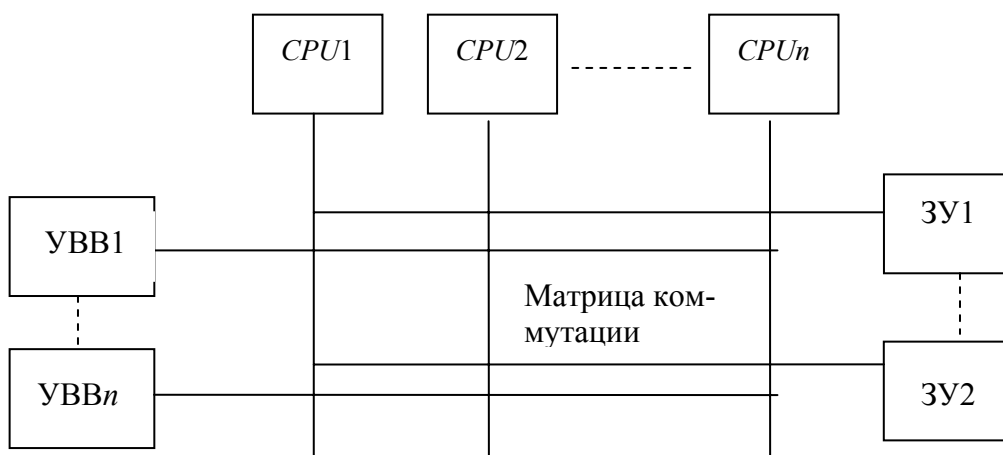 CPU1 CPU2 CPUn
УВВ1
ЗУ1
Матрица ком-
мутации
УВВn
ЗУ2